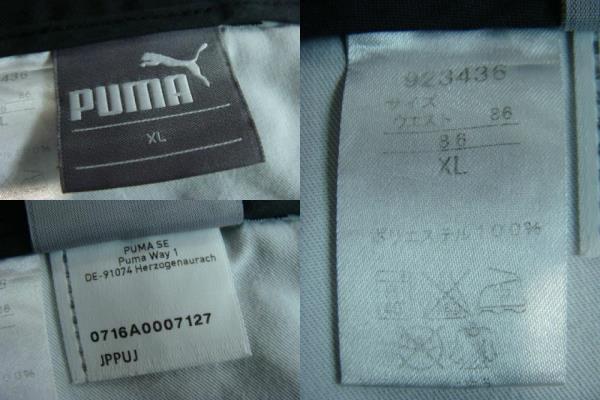 PUMA
XL
PUMA SE
Puma Way 1
DE-91074 Herzogenaurach
0716A0007127
JPPUJ
923436
サイズ
ウエスト 86
86
XL
ポリエステル100%